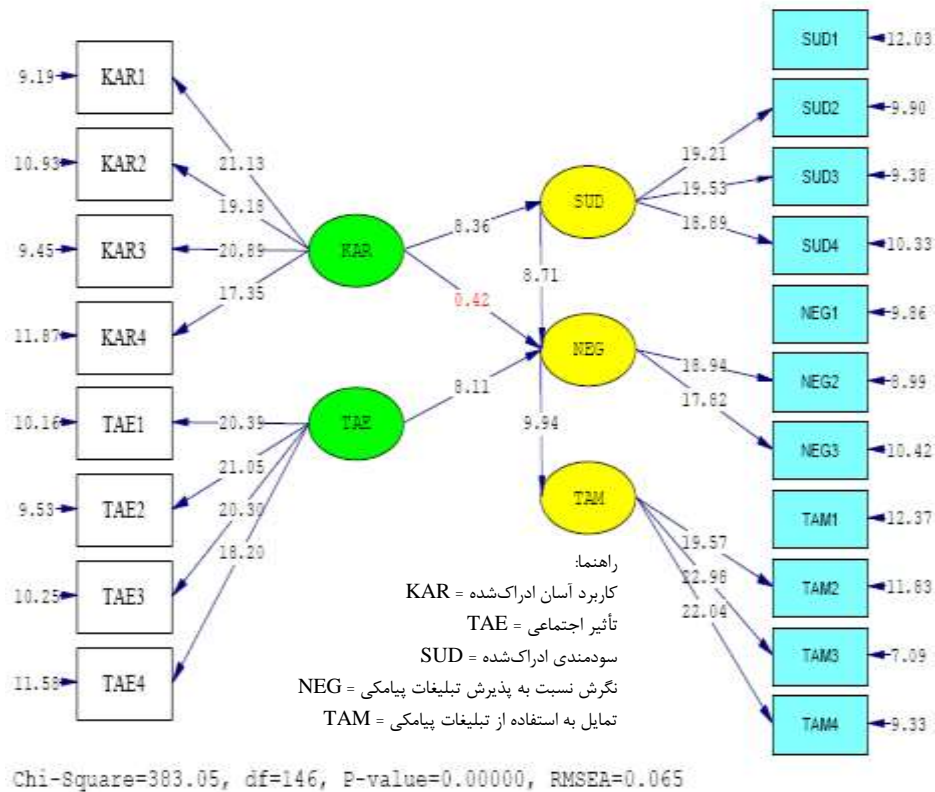 9.19 KAR1
10.93 KAR2
9.45 KAR3
11.87 KAR4
10.16 TAE1
9.53 TAE2
10.25 TAE3
11.58 TAE4
21.13
19.18
20.89
17.35
20.39
21.05
20.30
18.20
KAR
TAE
8.36
0.42
8.11
SUD
8.71
NEG
9.94
TAM
19.21
19.53
18.89
18.94
17.82
19.57
22.98
22.04
SUD1 12.03
SUD2 9.90
SUD3 9.38
SUD4 10.33
NEG1 9.86
NEG2 8.99
NEG3 10.42
TAM1 12.37
TAM2 11.83
TAM3 7.09
TAM4 9.33
راهنما:
کاربرد آسان ادراک‌شده = KAR
تأثیر اجتماعی = TAE
سودمندی ادراک‌شده = SUD
نگرش نسبت به پذیرش تبلیغات پیامکی = NEG
تمایل به استفاده از تبلیغات پیامکی = TAM
Chi-Square=383.05, df=146, P-value=0.00000, RMSEA=0.065